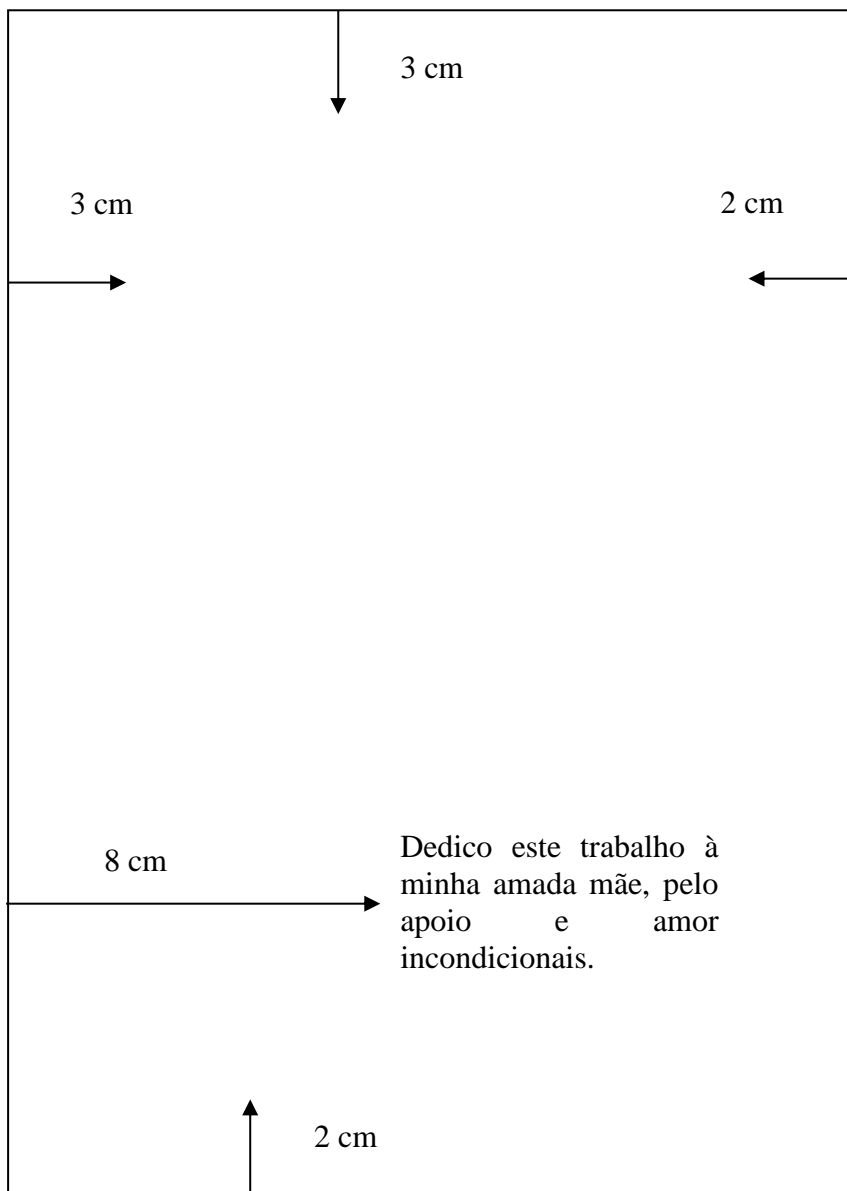 3 cm
3 cm
2 cm
8 cm
Dedico este trabalho à
minha amada mãe, pelo
apoio e amor
incondicionais.
2 cm